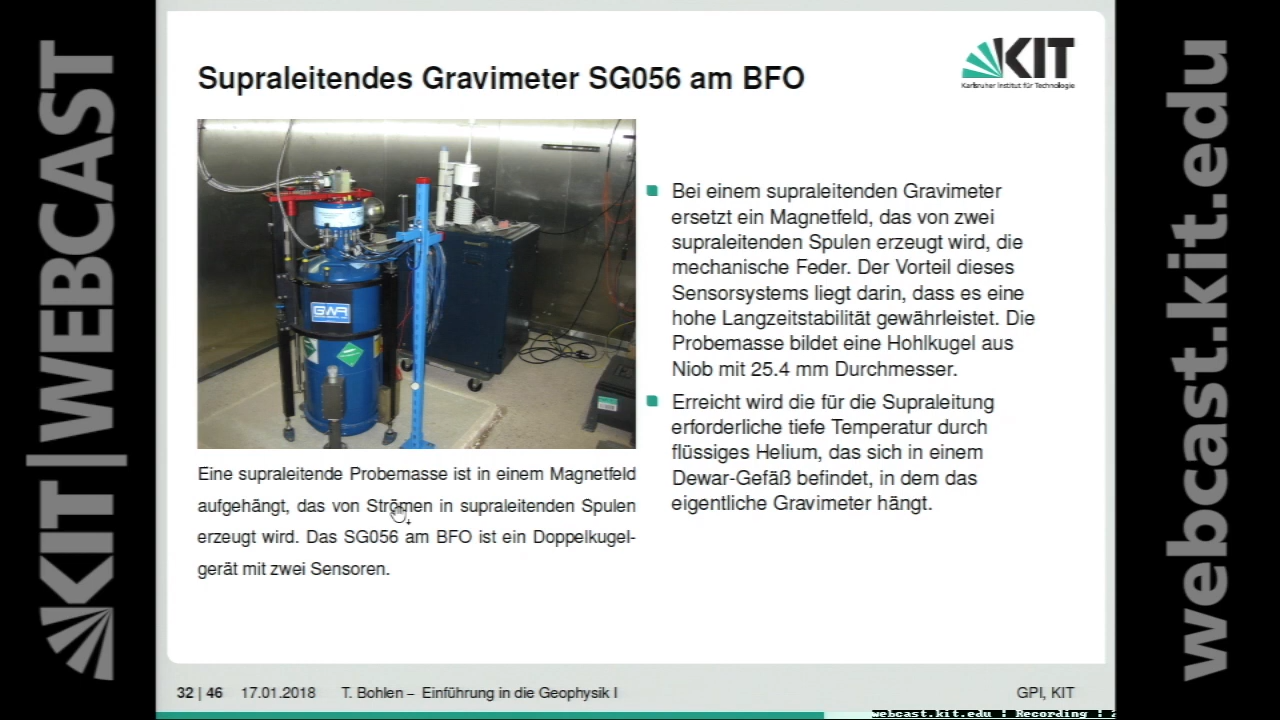 KIT | WEBCAST
Supraleitendes Gravimeter SG056 am BFO
KIT
Karlsruher Institut für Technologie
GWR
Eine supraleitende Probemasse ist in einem Magnetfeld
aufgehängt, das von Strömen in supraleitenden Spulen
erzeugt wird. Das SG056 am BFO ist ein Doppelkugel-
gerät mit zwei Sensoren.
Bei einem supraleitenden Gravimeter
ersetzt ein Magnetfeld, das von zwei
supraleitenden Spulen erzeugt wird, die
mechanische Feder. Der Vorteil dieses
Sensorsystems liegt darin, dass es eine
hohe Langzeitstabilität gewährleistet. Die
Probemasse bildet eine Hohlkugel aus
Niob mit 25.4 mm Durchmesser.
Erreicht wird die für die Supraleitung
erforderliche tiefe Temperatur durch
flüssiges Helium, das sich in einem
Dewar-Gefäß befindet, in dem das
eigentliche Gravimeter hängt.
32 | 46 17.01.2018 T. Bohlen – Einführung in die Geophysik I
GPI, KIT
webcast.kit.edu : Recording :
webcast.kit.edu